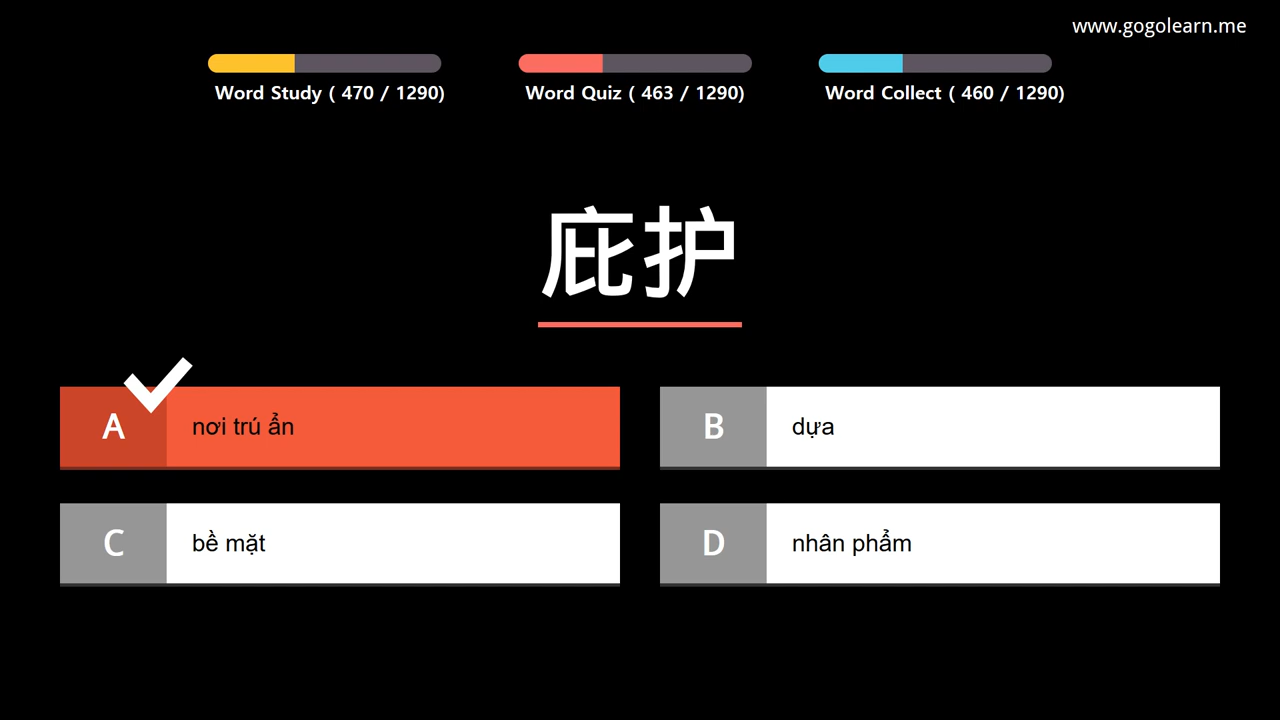 www.gogolearn.me
Word Study ( 470 / 1290)
Word Quiz ( 463 / 1290)
Word Collect ( 460 / 1290)
庇护
A nơi trú ẩn
B dựa
C bề mặt
D nhân phẩm